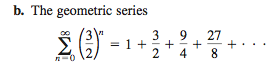 b. The geometric series
∞
∑ (3/2)ⁿ = 1 + 3/2 + 9/4 + 27/8 + · · ·
n=0